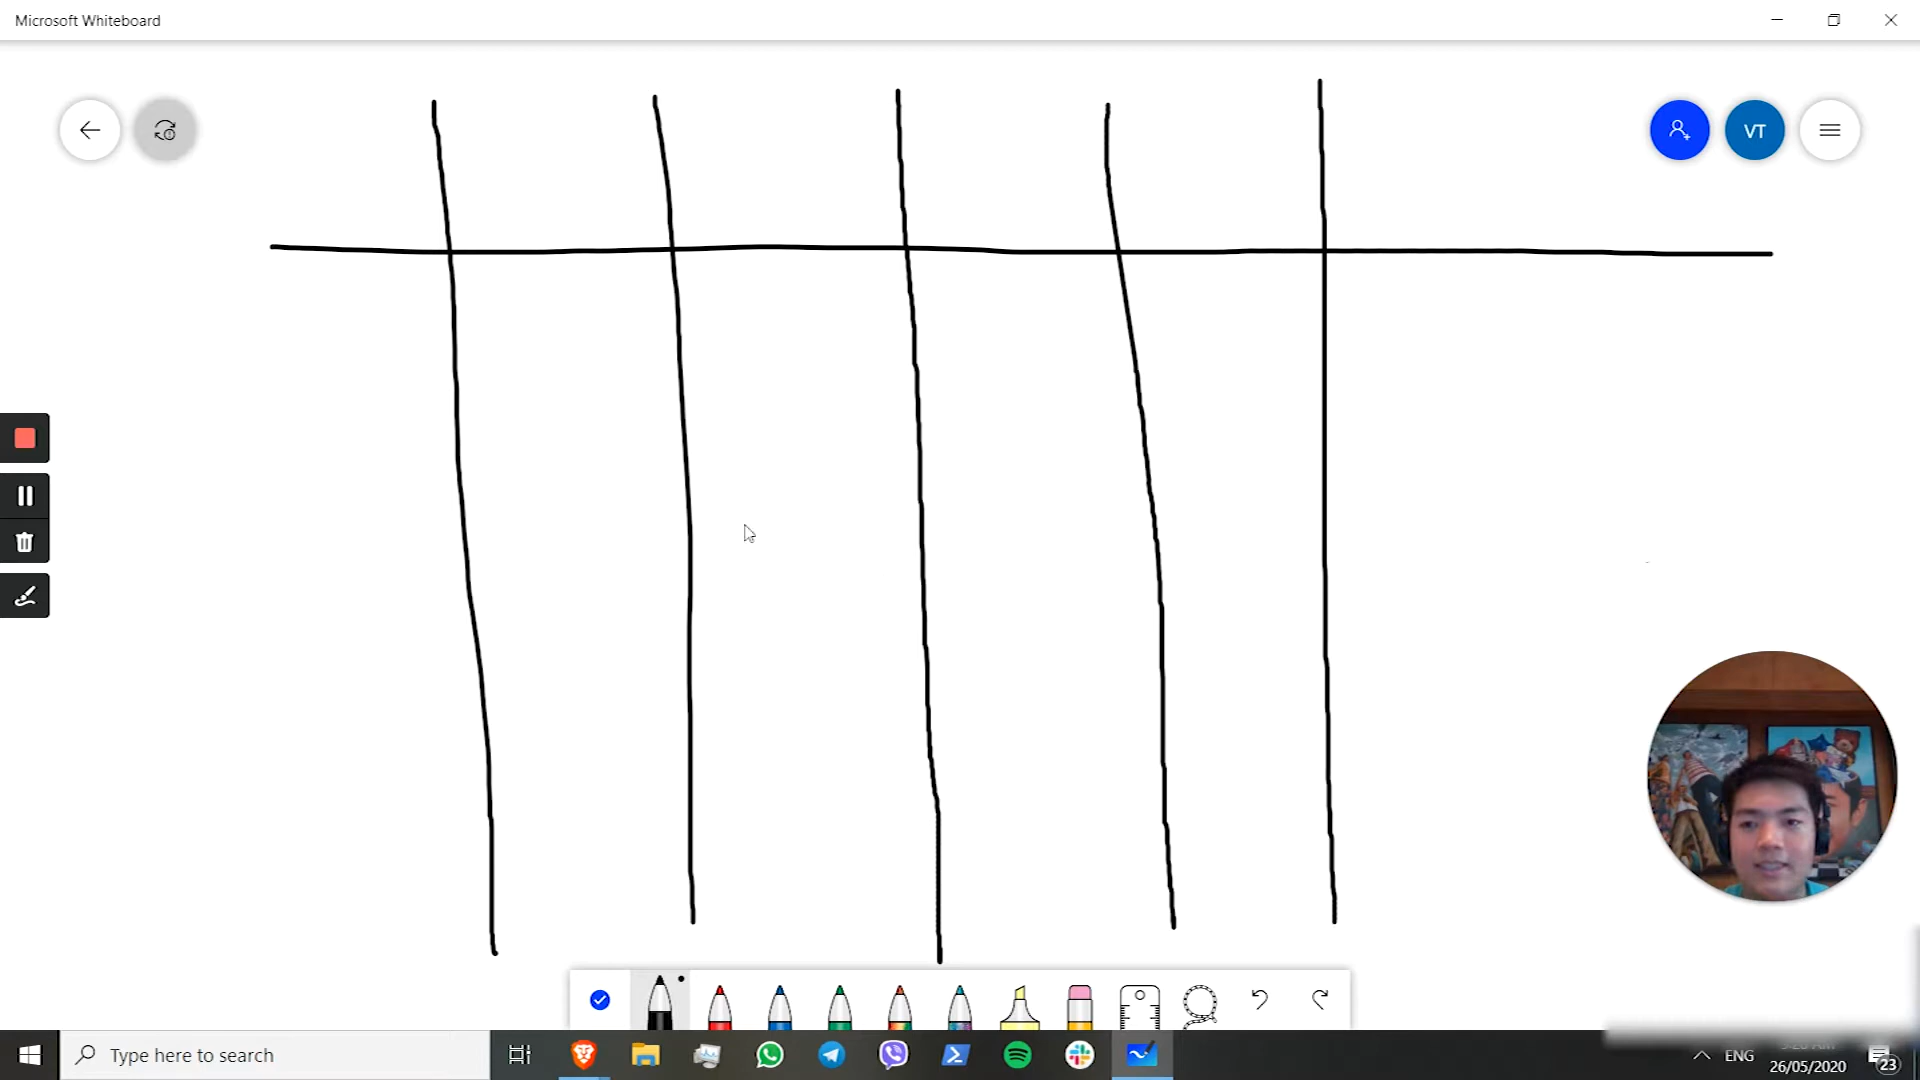 Microsoft Whiteboard
VT
Type here to search
ENG
26/05/2020
23